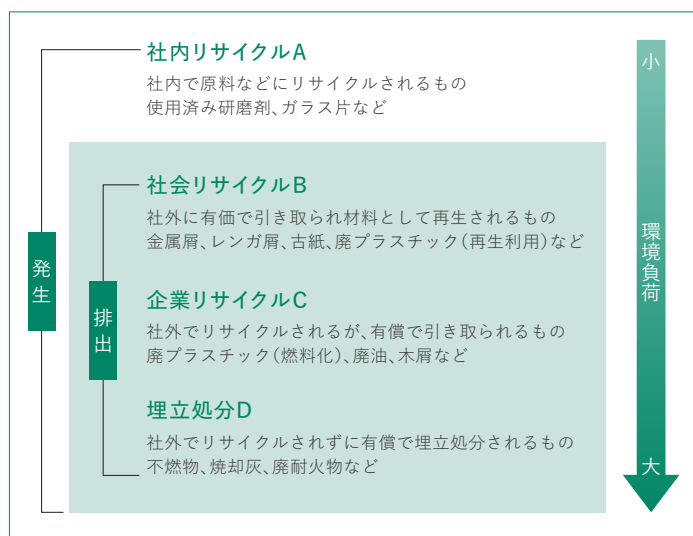 社内リサイクルA
社内で原料などにリサイクルされるもの
使用済み研磨剤、ガラス片など
社会リサイクルB
社外に有価で引き取られ材料として再生されるもの
金属屑、レンガ屑、古紙、廃プラスチック(再生利用)など
企業リサイクルC
社外でリサイクルされるが、有償で引き取られるもの
廃プラスチック(燃料化)、廃油、木屑など
埋立処分D
社外でリサイクルされずに有償で埋立処分されるもの
不燃物、焼却灰、廃耐火物など
発生
排出
小
環境負荷
大